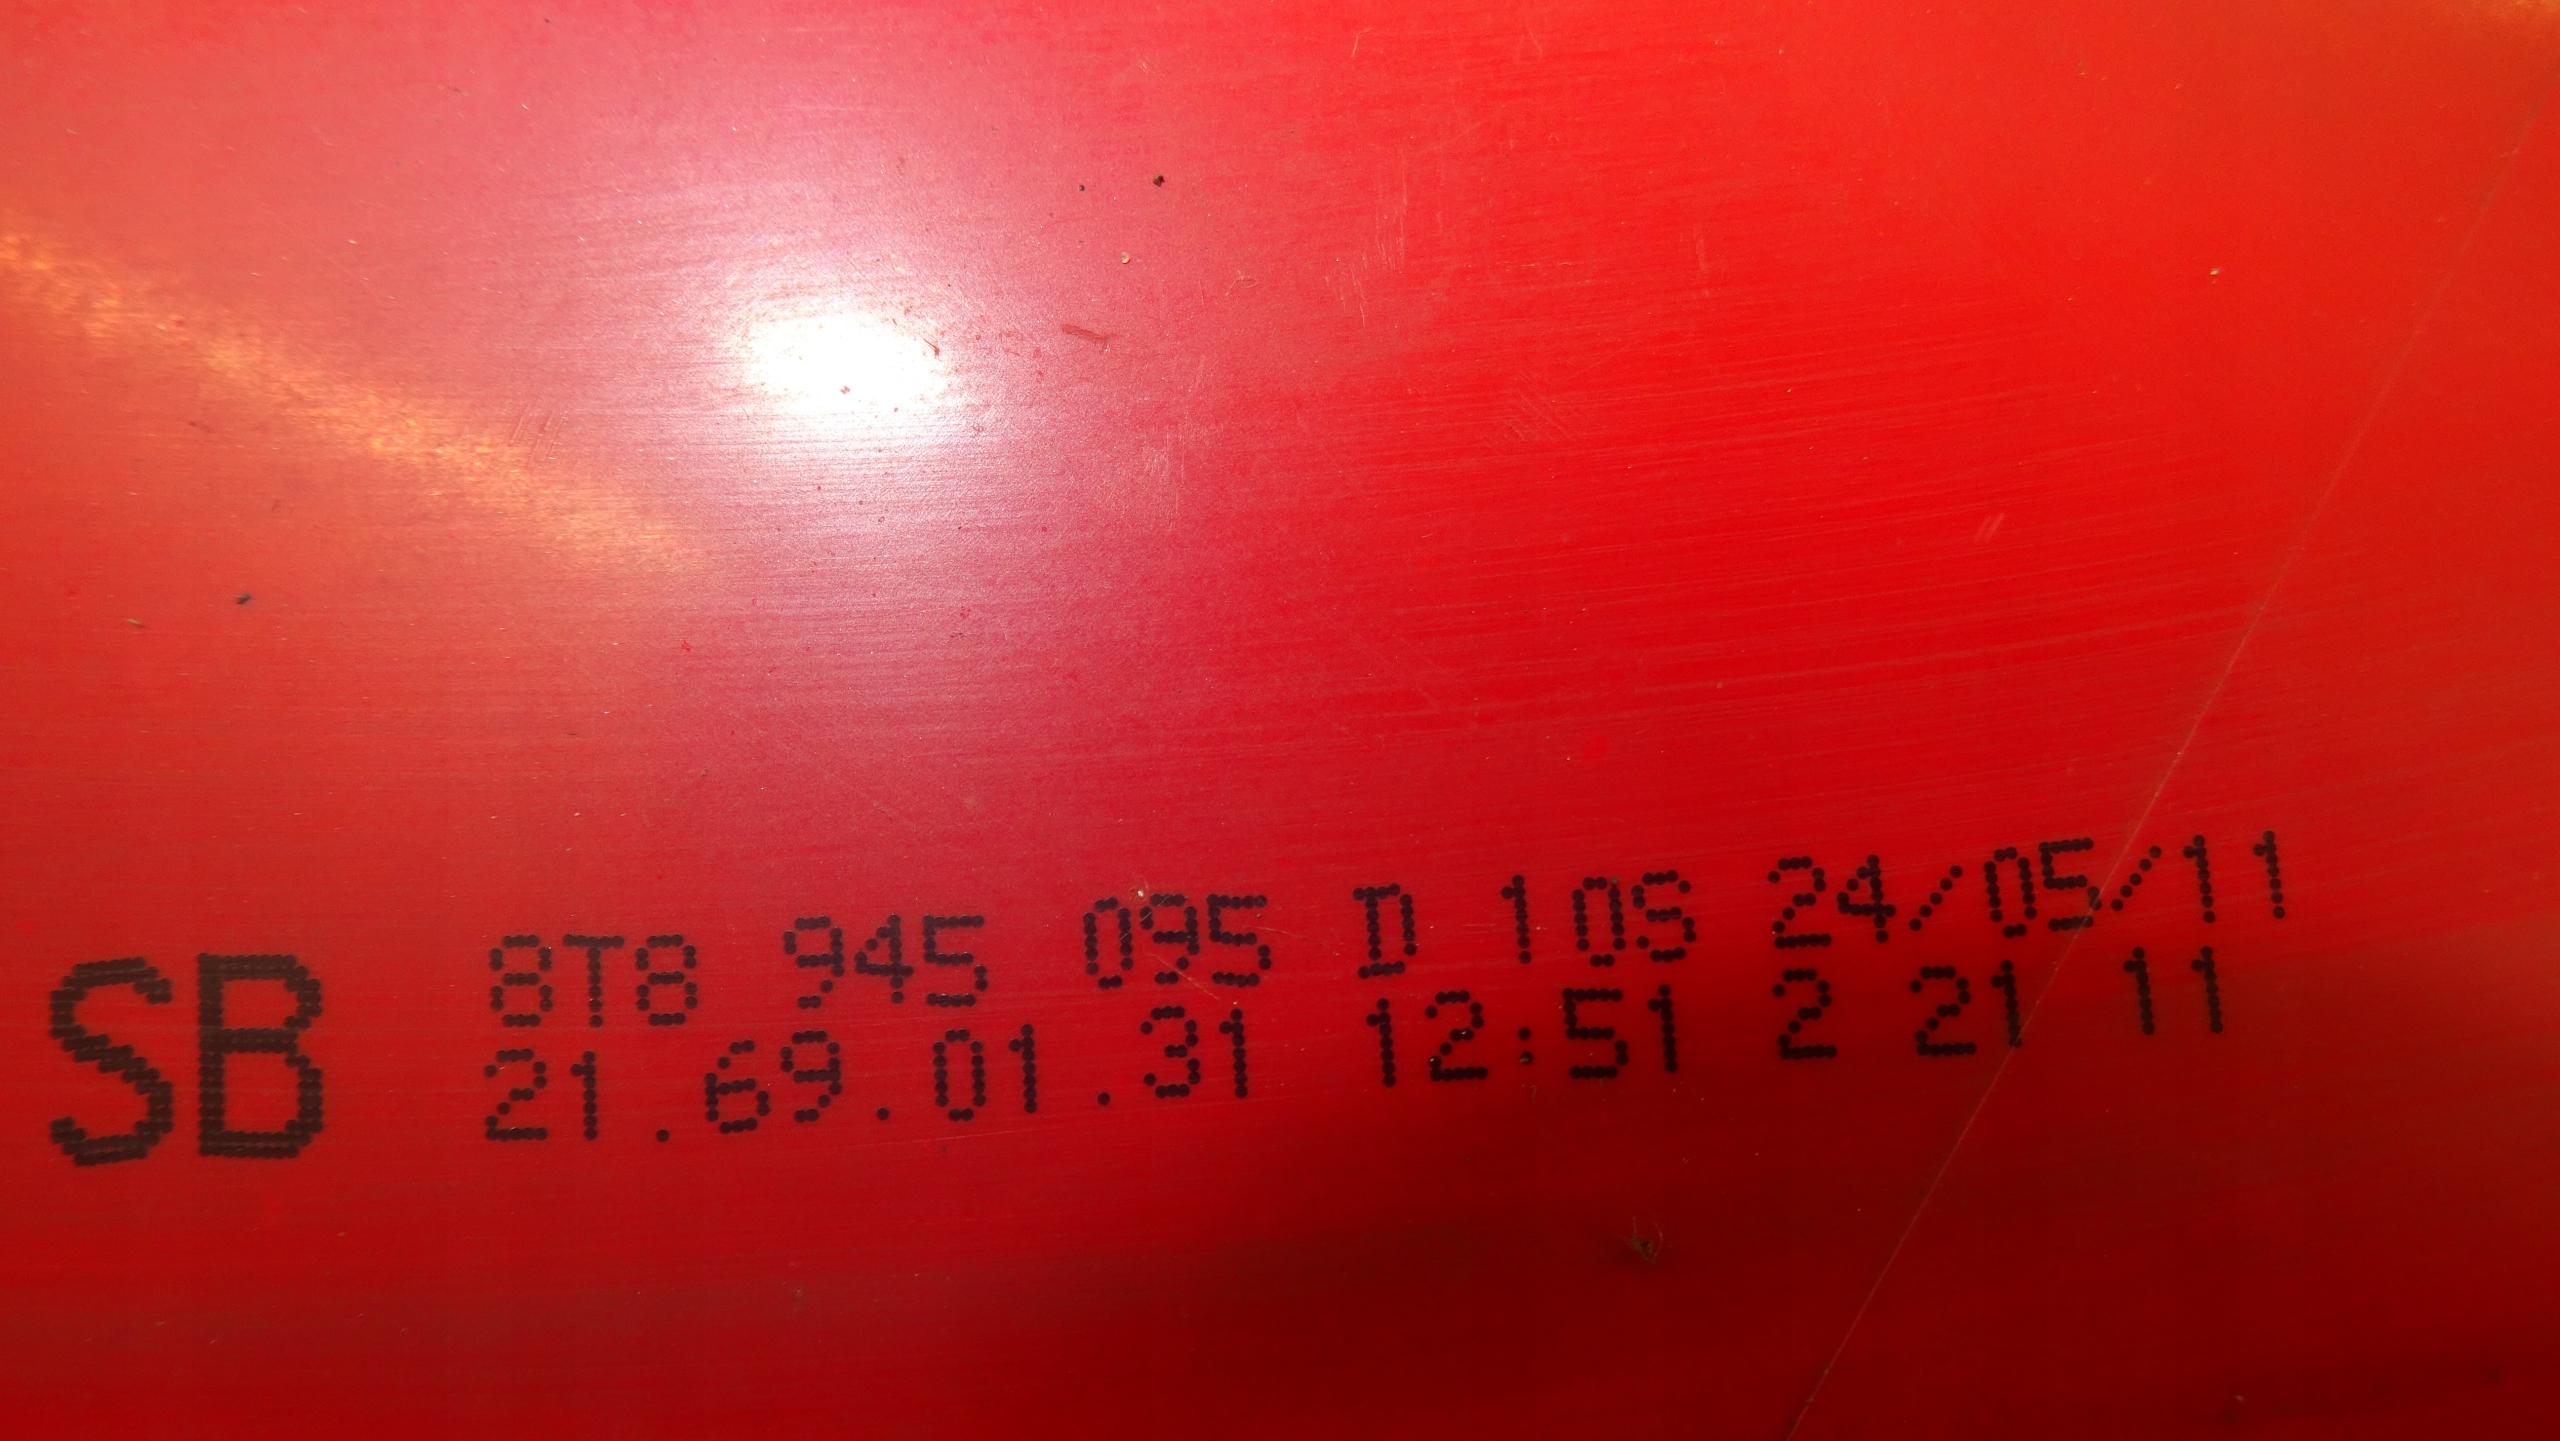 SB
8T8 945 095 D 10S 24/05/11
21.69.01.31 12:51 2 21 11